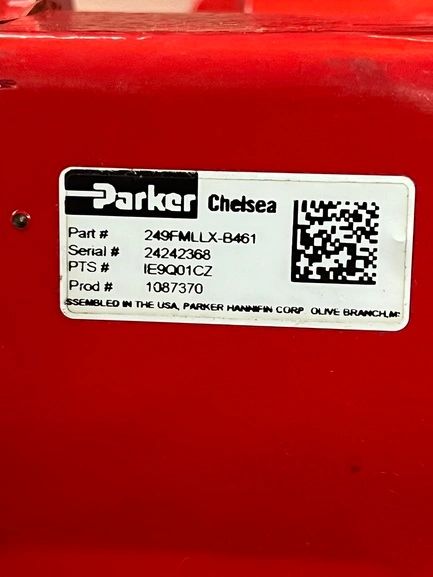 Parker Chelsea
Part # 249FMLLX-B461
Serial # 24242368
PTS # IE9Q01CZ
Prod # 1087370
SSEMBLED IN THE USA, PARKER HANNIFIN CORP OLIVE BRANCH,M